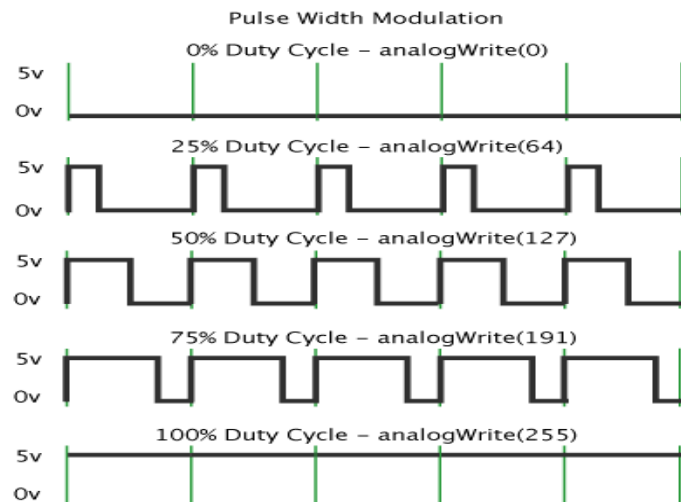 Pulse Width Modulation
0% Duty Cycle – analogWrite(0)
5v
0v
25% Duty Cycle – analogWrite(64)
5v
0v
50% Duty Cycle – analogWrite(127)
5v
0v
75% Duty Cycle – analogWrite(191)
5v
0v
100% Duty Cycle – analogWrite(255)
5v
0v